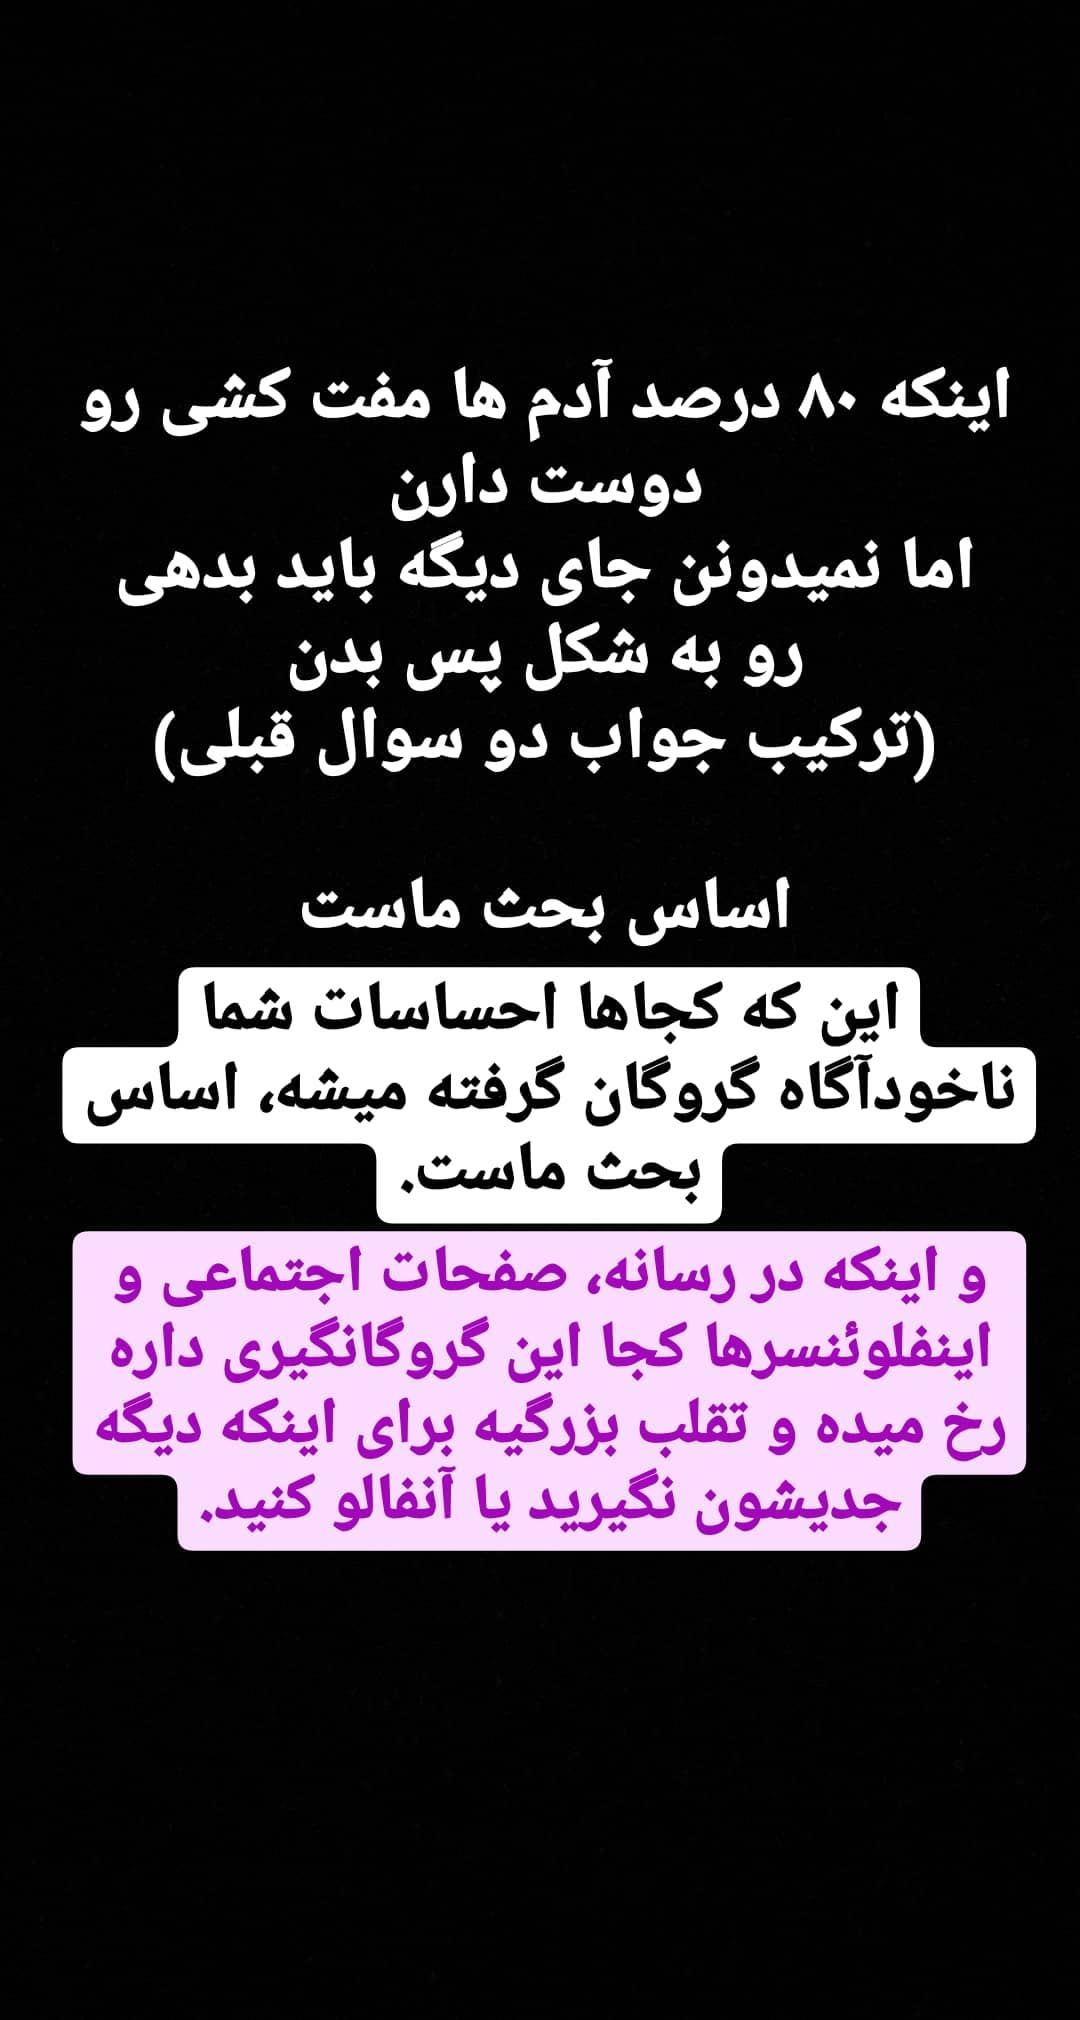 اینکه ۸۰ درصد آدم ها مفت کشی رو
دوست دارن
اما نمیدونن جای دیگه باید بدهی
رو به شکل پس بدن
(ترکیب جواب دو سوال قبلی)
اساس بحث ماست
این که کجاها احساسات شما
ناخودآگاه گروگان گرفته میشه، اساس
بحث ماست.
و اینکه در رسانه، صفحات اجتماعی و
اینفلوئنسرها کجا این گروگانگیری داره
رخ میده و تقلب بزرگیه برای اینکه دیگه
جدیشون نگیرید یا آنفالو کنید.